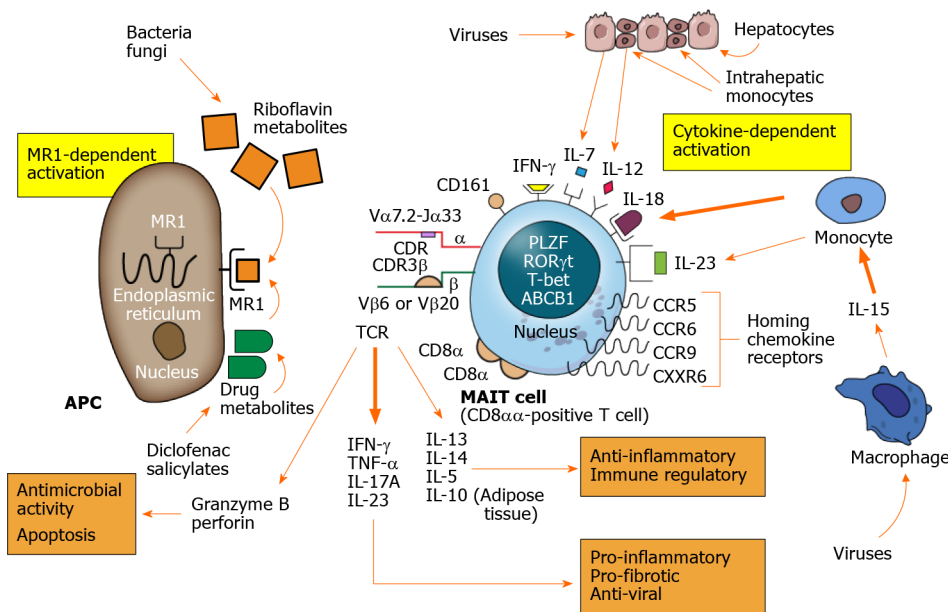 Bacteria
fungi
Riboflavin
metabolites
MR1-dependent
activation
MR1
Endoplasmic
reticulum
Nucleus
APC
MR1
Drug
metabolites
Diclofenac
salicylates
Viruses
Hepatocytes
Intrahepatic
monocytes
Cytokine-dependent
activation
IFN-γ
IL-7
IL-12
IL-18
IL-23
CD161
Vα7.2-Jα33
CDR
α
CDR3β
β
Vβ6 or Vβ20
TCR
PLZF
RORγt
T-bet
ABCB1
Nucleus
CD8α
CD8α
MAIT cell
(CD8αα-positive T cell)
CCR5
CCR6
CCR9
CXXR6
Homing
chemokine
receptors
Monocyte
IL-15
Macrophage
Viruses
Antimicrobial
activity
Apoptosis
Granzyme B
perforin
IFN-γ
TNF-α
IL-17A
IL-23
IL-13
IL-14
IL-5
IL-10 (Adipose
tissue)
Anti-inflammatory
Immune regulatory
Pro-inflammatory
Pro-fibrotic
Anti-viral